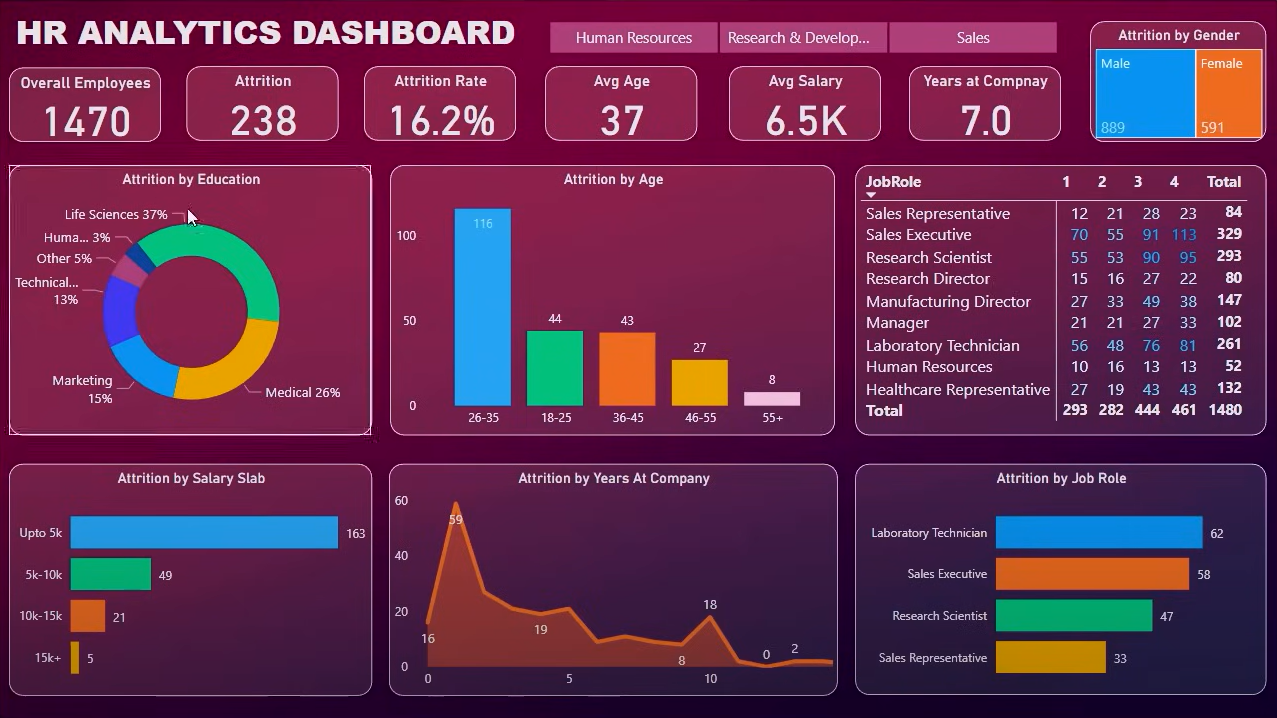 HR ANALYTICS DASHBOARD
Human Resources
Research & Develop...
Sales
Attrition by Gender
Male
Female
889
591
Overall Employees
1470
Attrition
238
Attrition Rate
16.2%
Avg Age
37
Avg Salary
6.5K
Years at Compnay
7.0
Attrition by Education
Life Sciences 37%
Huma... 3%
Other 5%
Technical...
13%
Marketing
15%
Medical 26%
Attrition by Age
100
50
0
116
44
43
27
8
26-35 18-25 36-45 46-55 55+
JobRole 1 2 3 4 Total
Sales Representative 12 21 28 23 84
Sales Executive 70 55 91 113 329
Research Scientist 55 53 90 95 293
Research Director 15 16 27 22 80
Manufacturing Director 27 33 49 38 147
Manager 21 21 27 33 102
Laboratory Technician 56 48 76 81 261
Human Resources 10 16 13 13 52
Healthcare Representative 27 19 43 43 132
Total 293 282 444 461 1480
Attrition by Salary Slab
Upto 5k 163
5k-10k 49
10k-15k 21
15k+ 5
Attrition by Years At Company
60
40
20
0
16
59
19
8
18
0
2
0 5 10
Attrition by Job Role
Laboratory Technician 62
Sales Executive 58
Research Scientist 47
Sales Representative 33